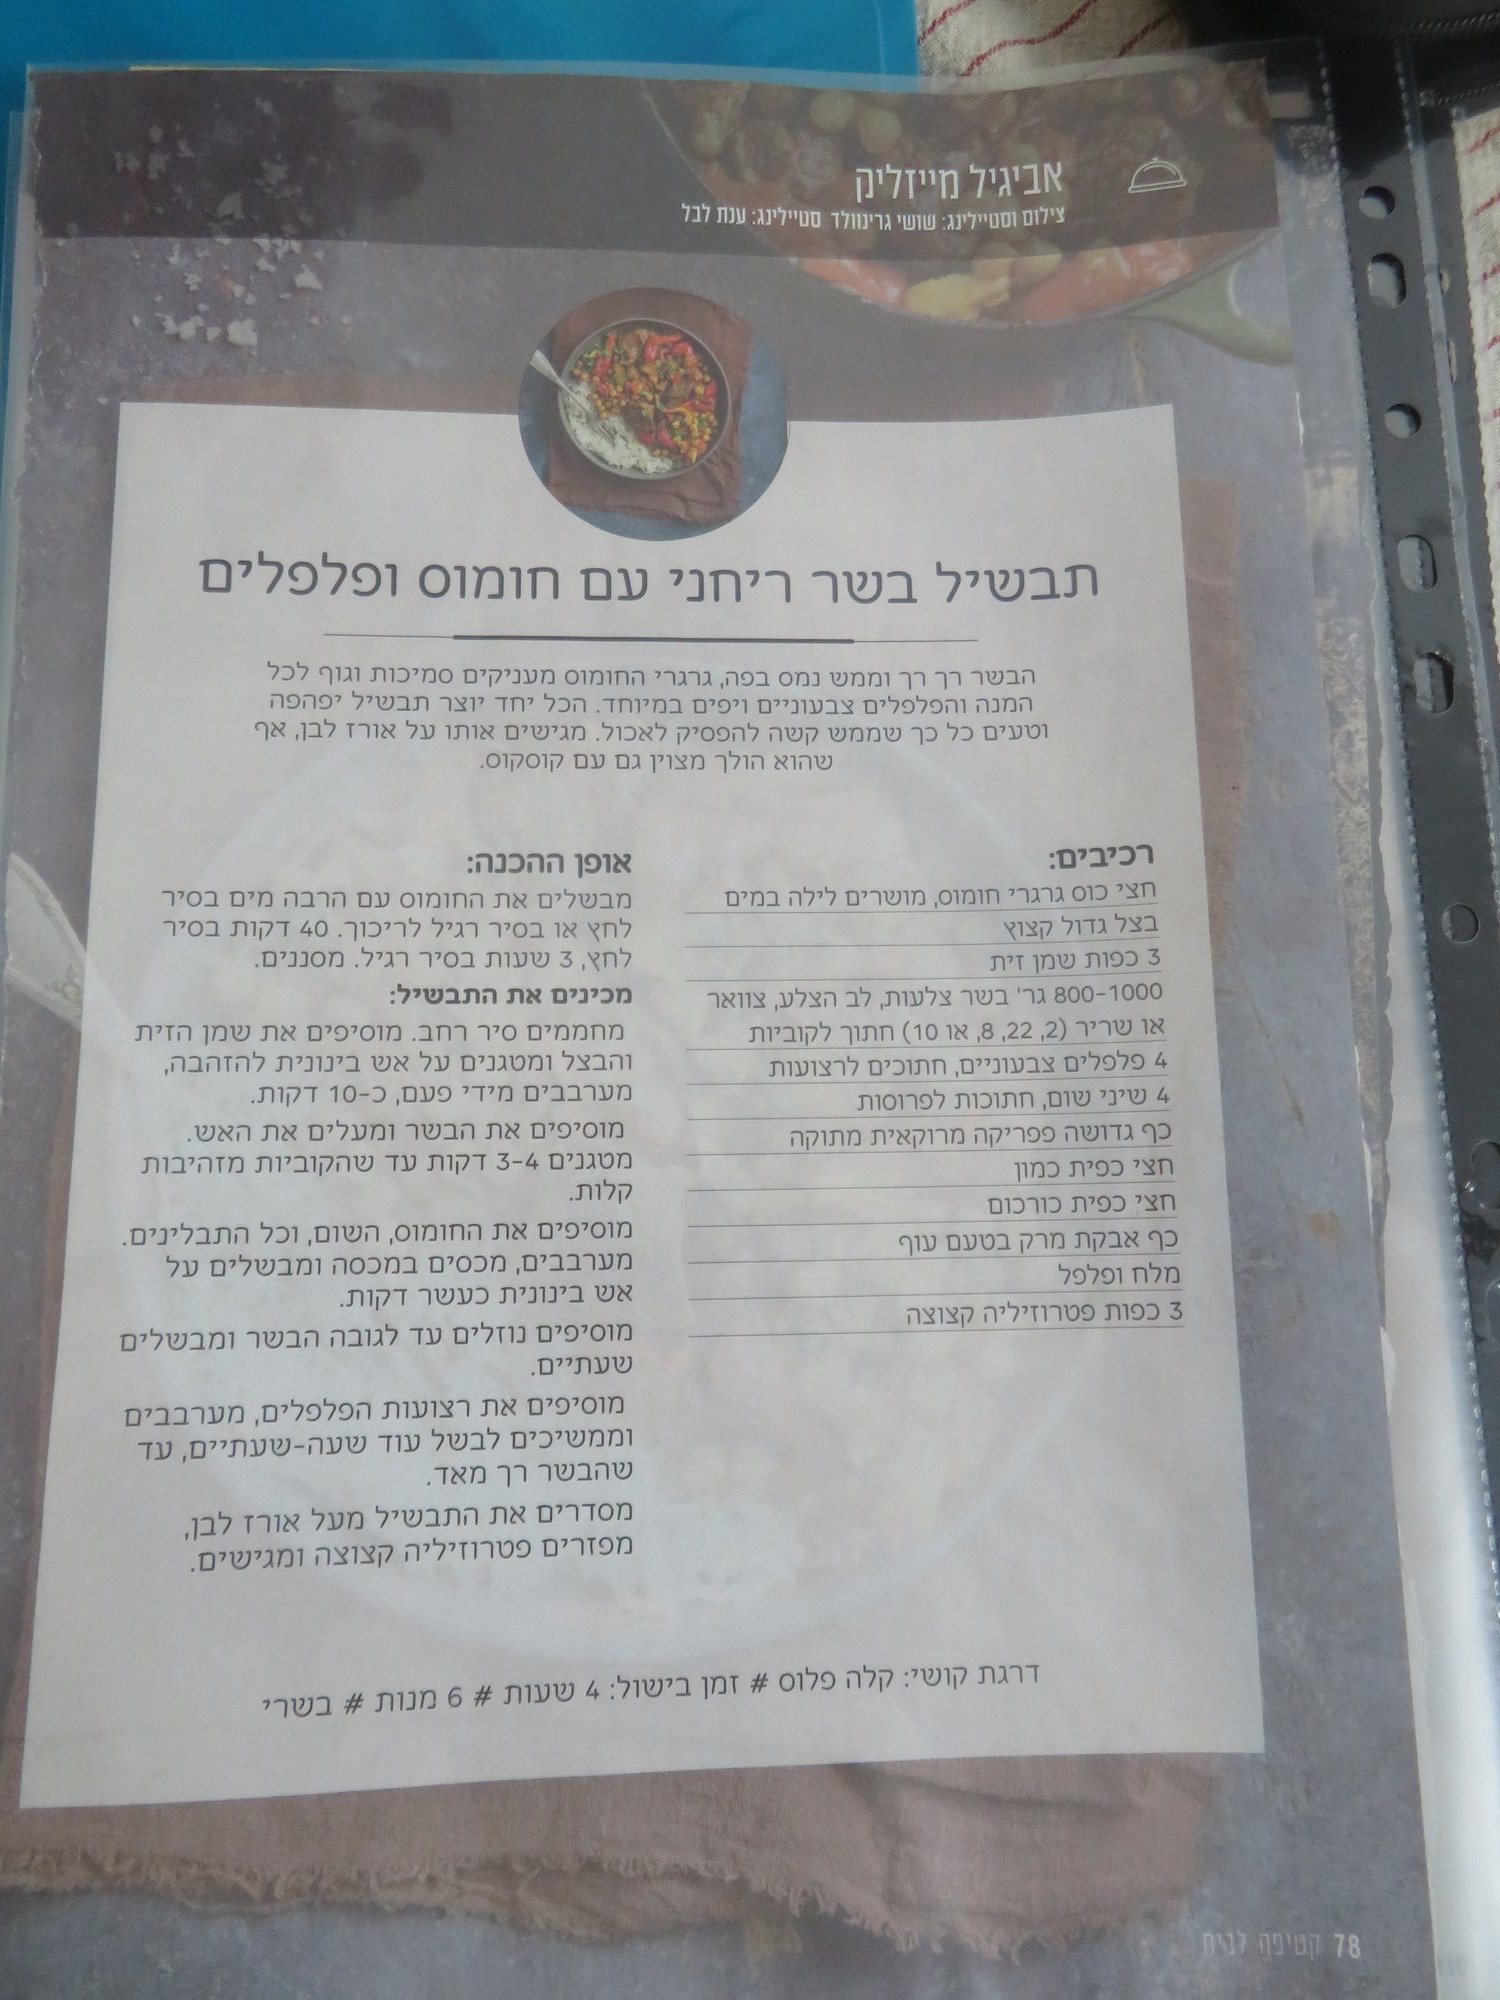 אביגיל מייזליק
צילום וסטיילינג: שושי גרינוולד סטיילינג: ענת לבל
תבשיל בשר ריחני עם חומוס ופלפלים
הבשר רך רך וממש נמס בפה, גרגרי החומוס מעניקים סמיכות וגוף לכל
המנה והפלפלים צבעוניים ויפים במיוחד. הכל יחד יוצר תבשיל יפהפה
וטעים כל כך שממש קשה להפסיק לאכול. מגישים אותו על אורז לבן, אף
שהוא הולך מצוין גם עם קוסקוס.
רכיבים:
חצי כוס גרגרי חומוס, מושרים לילה במים
בצל גדול קצוץ
3 כפות שמן זית
800-1000 גר' בשר צלעות, לב הצלע, צוואר
או שריר (2, 22, 8, או 10) חתוך לקוביות
4 פלפלים צבעוניים, חתוכים לרצועות
4 שיני שום, חתוכות לפרוסות
כף גדושה פפריקה מרוקאית מתוקה
חצי כפית כמון
חצי כפית כורכום
כף אבקת מרק בטעם עוף
מלח ופלפל
3 כפות פטרוזיליה קצוצה
אופן ההכנה:
מבשלים את החומוס עם הרבה מים בסיר
לחץ או בסיר רגיל לריכוך. 40 דקות בסיר
לחץ, 3 שעות בסיר רגיל. מסננים.
מכינים את התבשיל:
מחממים סיר רחב. מוסיפים את שמן הזית
והבצל ומטגנים על אש בינונית להזהבה,
מערבבים מידי פעם, כ-10 דקות.
מוסיפים את הבשר ומעלים את האש.
מטגנים 3-4 דקות עד שהקוביות מזהיבות
קלות.
מוסיפים את החומוס, השום, וכל התבלינים.
מערבבים, מכסים במכסה ומבשלים על
אש בינונית כעשר דקות.
מוסיפים נוזלים עד לגובה הבשר ומבשלים
שעתיים.
מוסיפים את רצועות הפלפלים, מערבבים
וממשיכים לבשל עוד שעה-שעתיים, עד
שהבשר רך מאד.
מסדרים את התבשיל מעל אורז לבן,
מפזרים פטרוזיליה קצוצה ומגישים.
דרגת קושי: קלה פלוס # זמן בישול: 4 שעות # 6 מנות # בשרי
78 קטיפה לבית